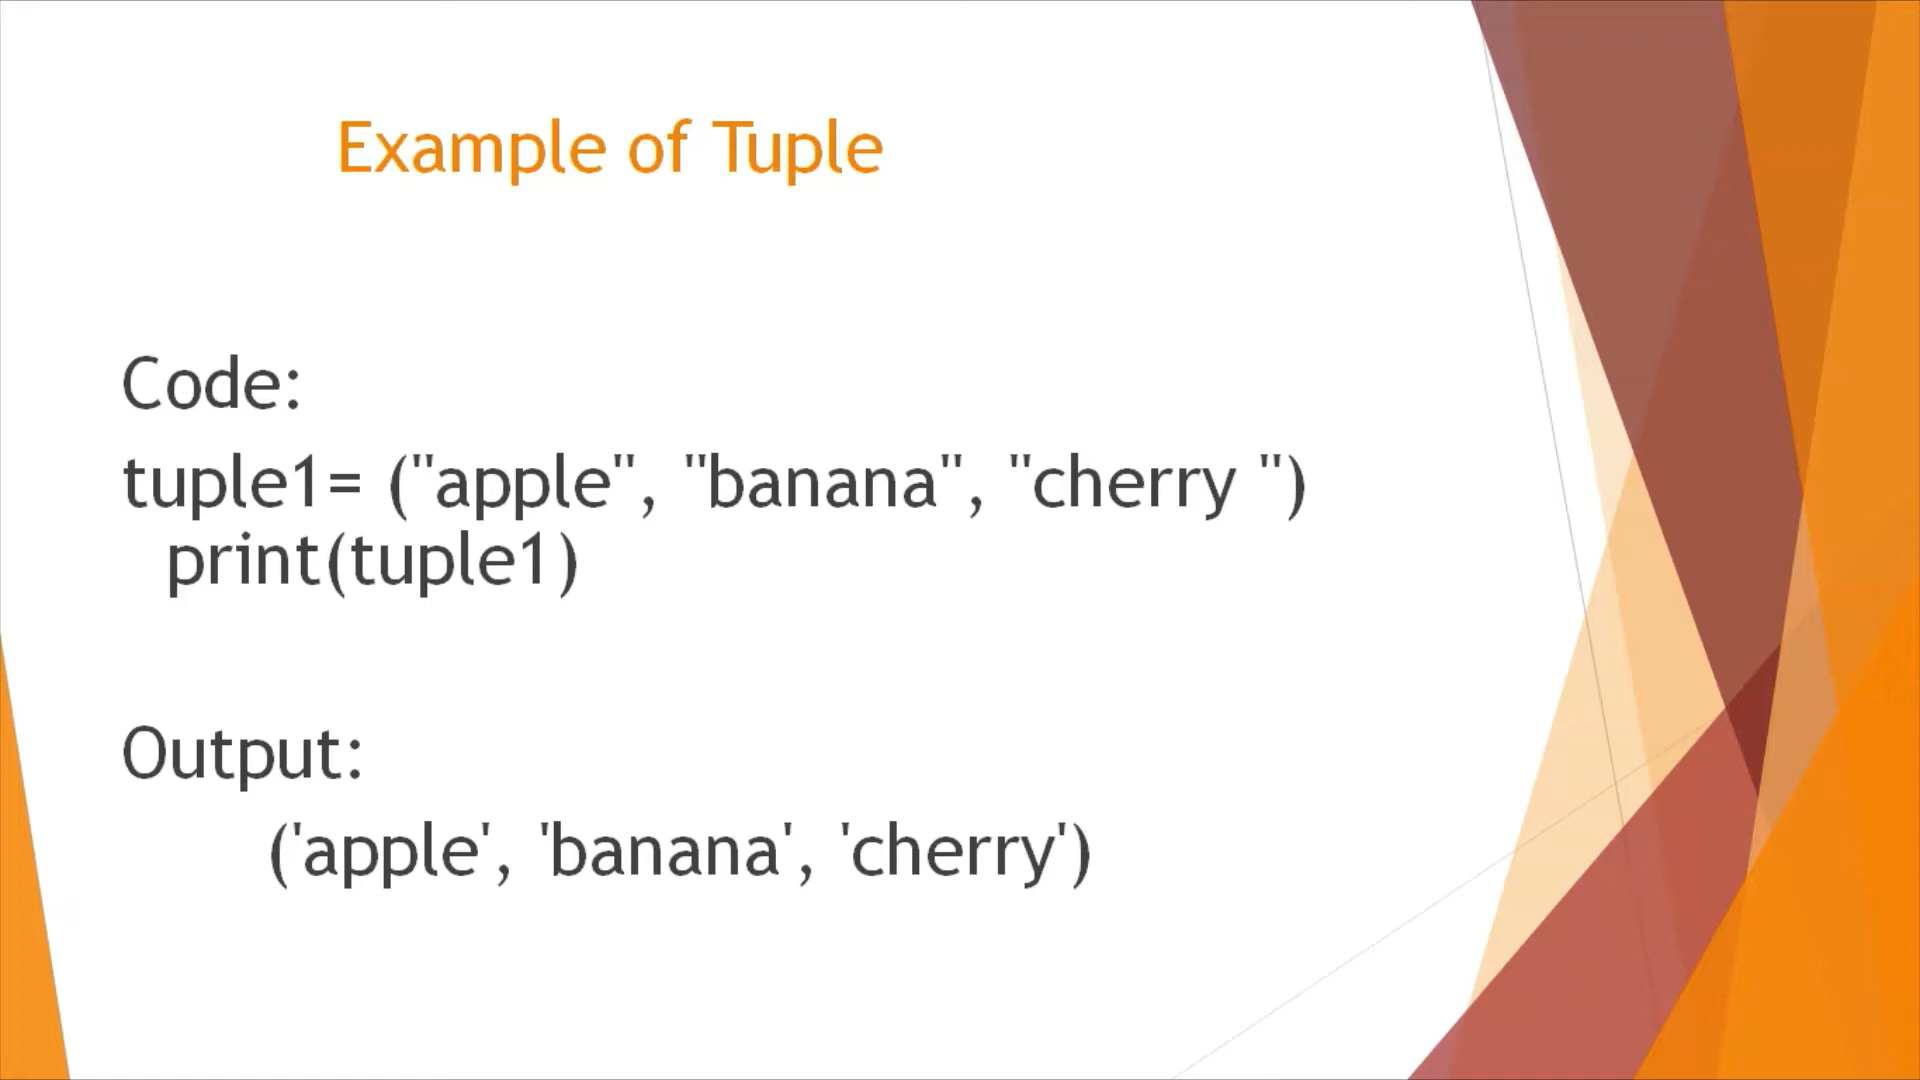 Example of Tuple
Code:
tuple1= ("apple", "banana", "cherry ")
print(tuple1)
Output:
('apple', 'banana', 'cherry')